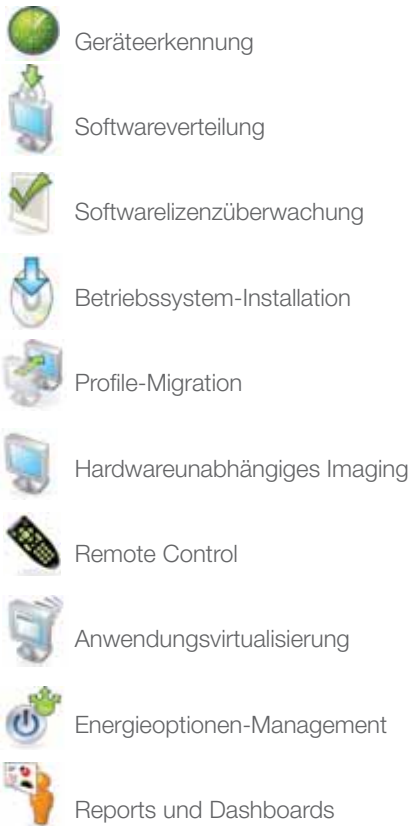 Geräteerkennung
Softwareverteilung
Softwarelizenzüberwachung
Betriebssystem-Installation
Profile-Migration
Hardwareunabhängiges Imaging
Remote Control
Anwendungsvirtualisierung
Energieoptionen-Management
Reports und Dashboards